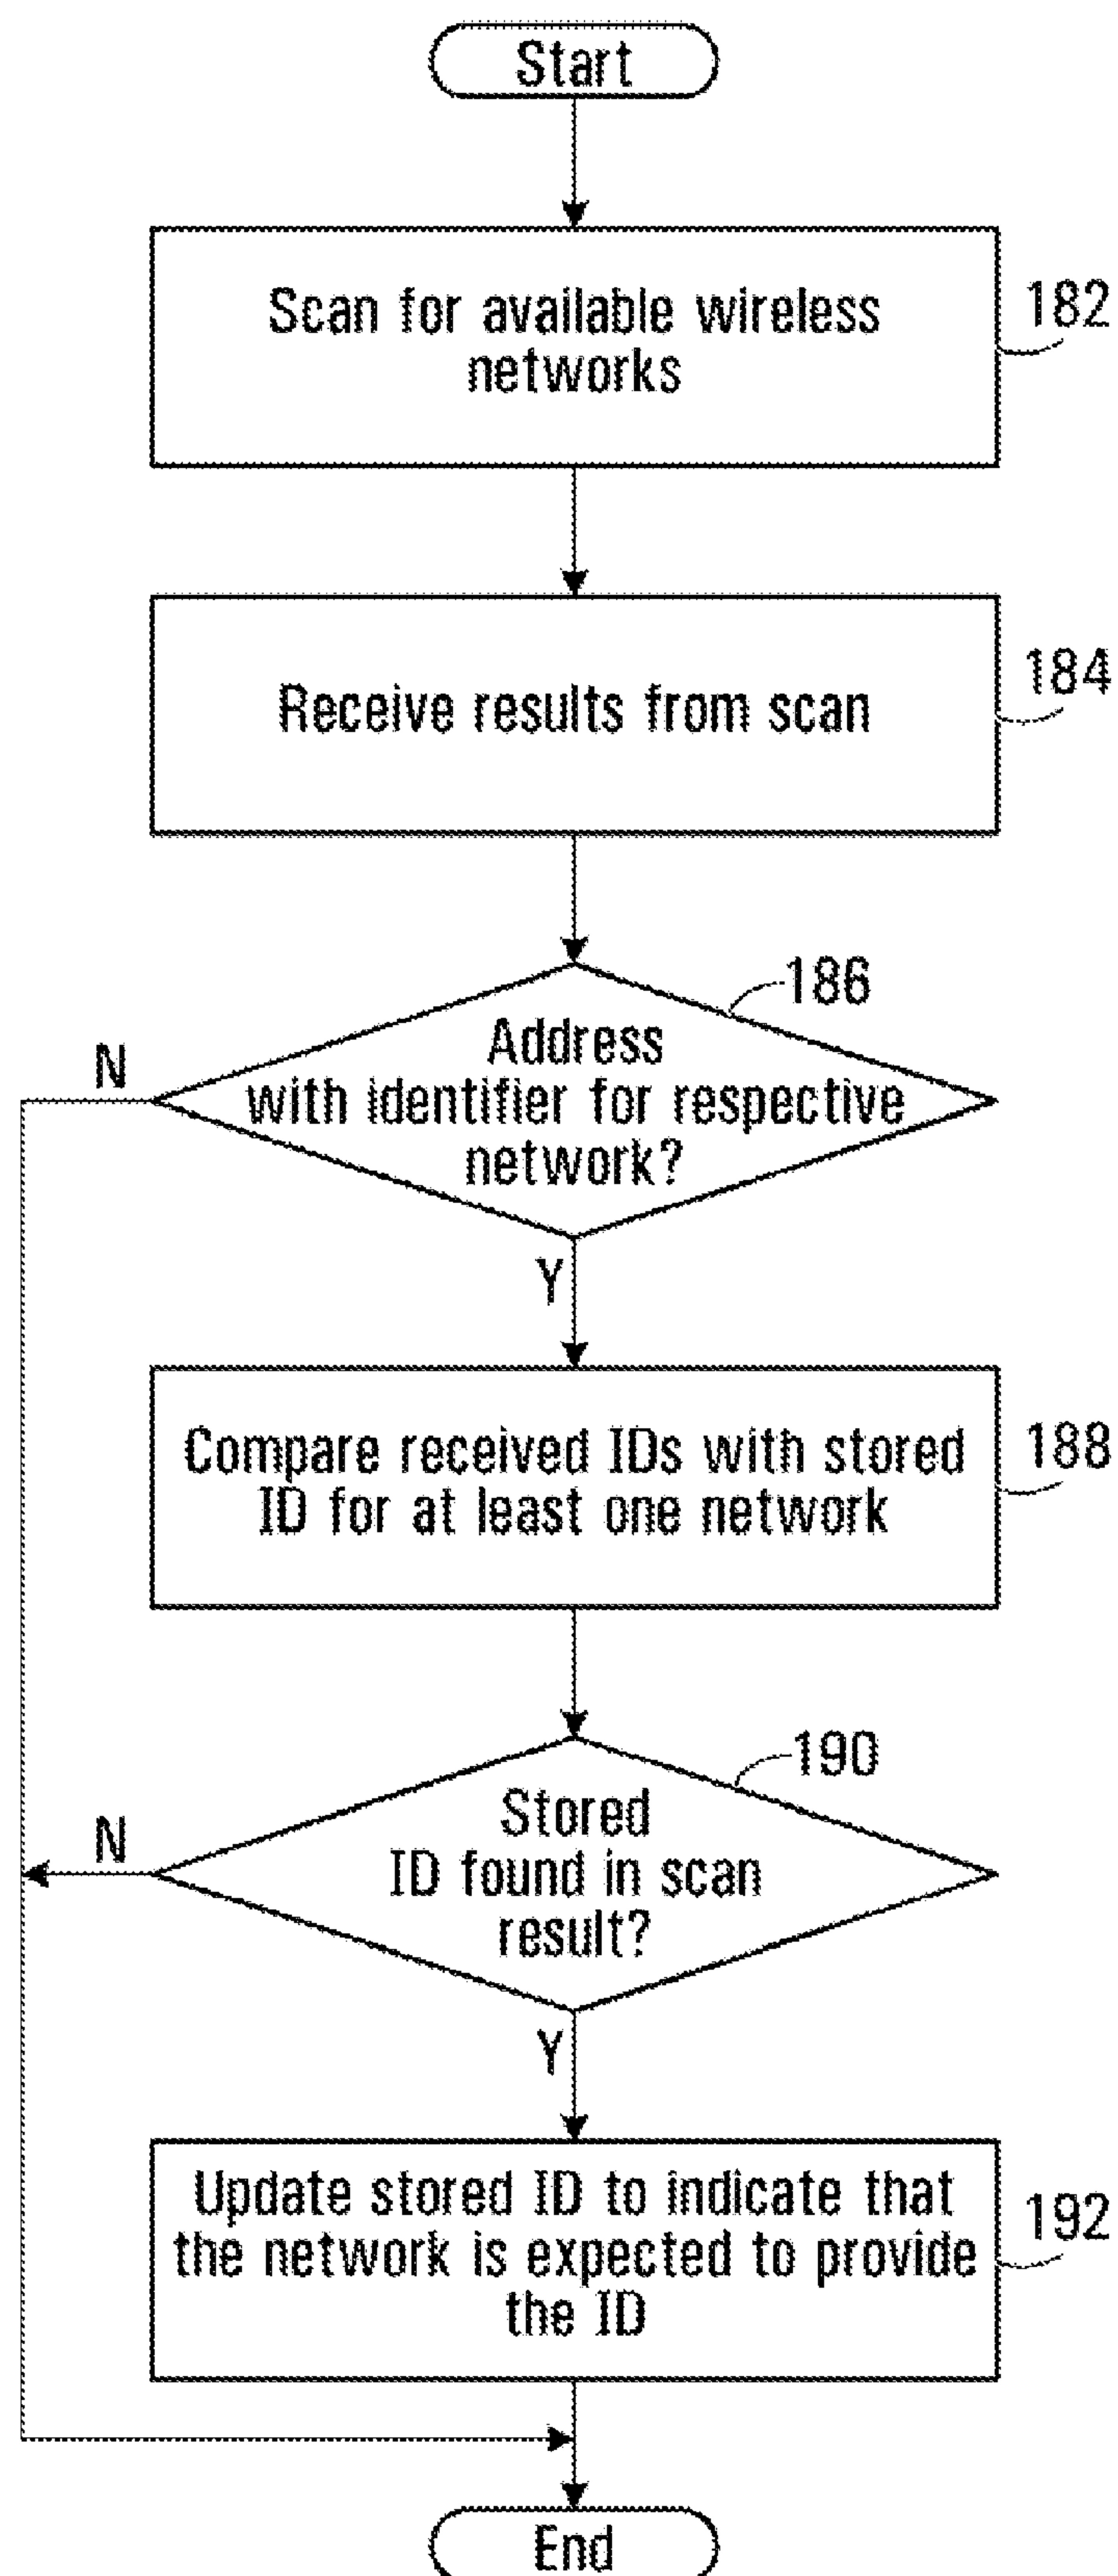 Start
Scan for available wireless
networks
182
Receive results from scan
184
186
Address
with identifier for respective
network?
N
Y
Compare received IDs with stored
ID for at least one network
188
190
Stored
ID found in scan
result?
N
Y
Update stored ID to indicate that
the network is expected to provide
the ID
192
End